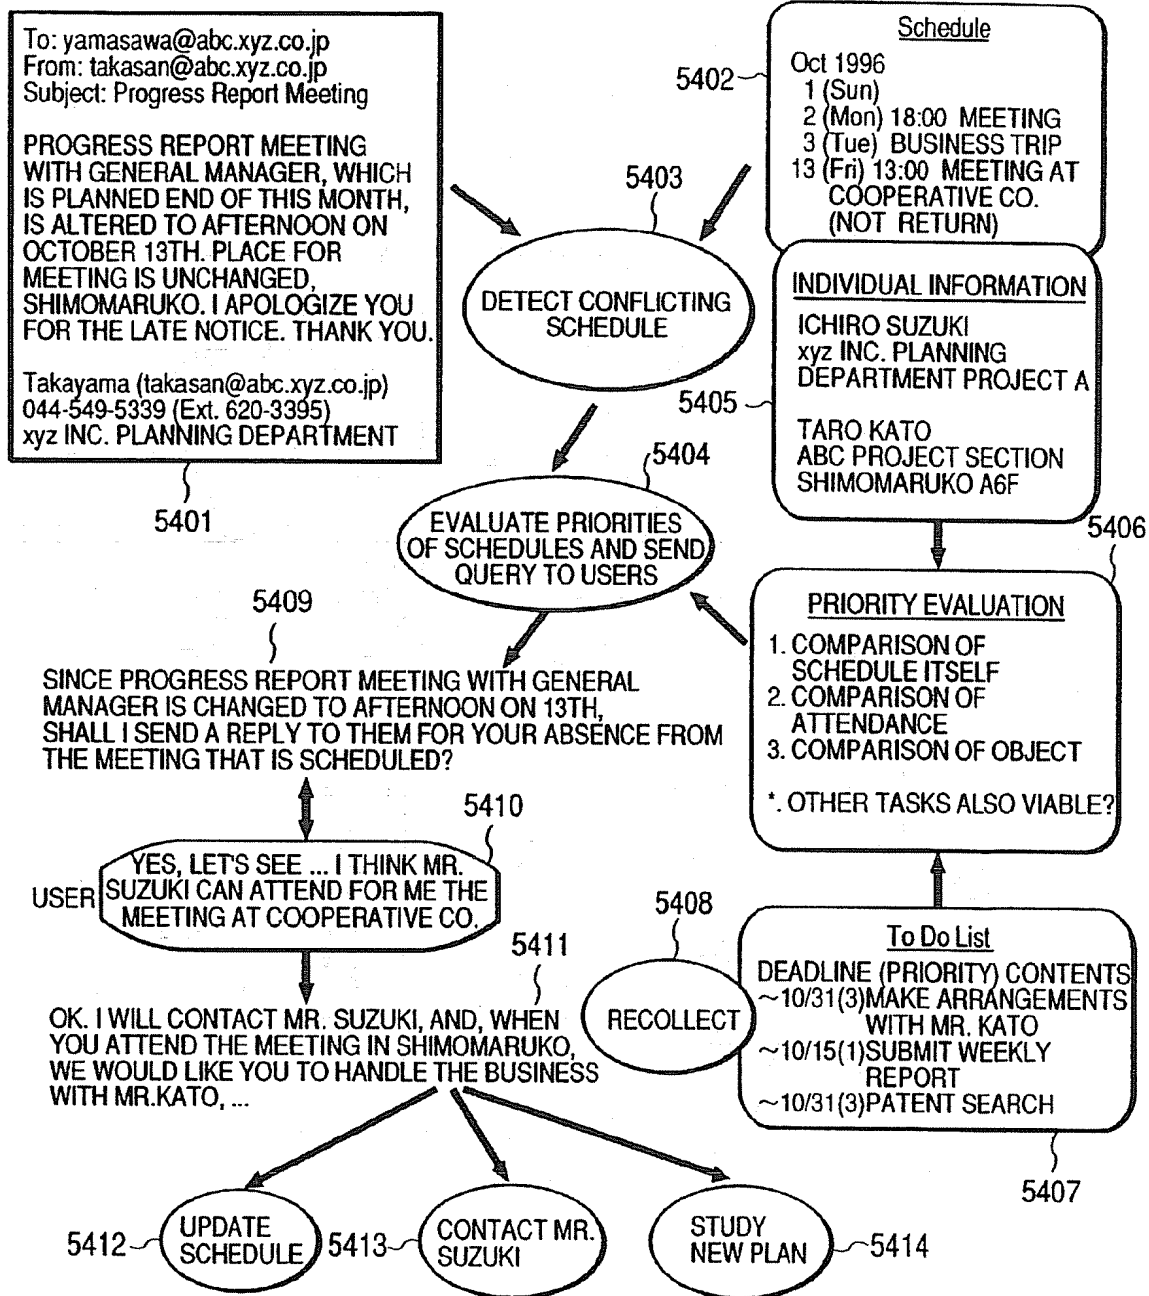 To: yamasawa@abc.xyz.co.jp
From: takasan@abc.xyz.co.jp
Subject: Progress Report Meeting
PROGRESS REPORT MEETING
WITH GENERAL MANAGER, WHICH
IS PLANNED END OF THIS MONTH,
IS ALTERED TO AFTERNOON ON
OCTOBER 13TH. PLACE FOR
MEETING IS UNCHANGED,
SHIMOMARUKO. I APOLOGIZE YOU
FOR THE LATE NOTICE. THANK YOU.
Takayama (takasan@abc.xyz.co.jp)
044-549-5339 (Ext. 620-3395)
xyz INC. PLANNING DEPARTMENT
5401
Schedule
Oct 1996
1 (Sun)
2 (Mon) 18:00 MEETING
3 (Tue) BUSINESS TRIP
13 (Fri) 13:00 MEETING AT
COOPERATIVE CO.
(NOT RETURN)
5402
5403
DETECT CONFLICTING
SCHEDULE
INDIVIDUAL INFORMATION
ICHIRO SUZUKI
xyz INC. PLANNING
DEPARTMENT PROJECT A
TARO KATO
ABC PROJECT SECTION
SHIMOMARUKO A6F
5405
5404
EVALUATE PRIORITIES
OF SCHEDULES AND SEND
QUERY TO USERS
5406
PRIORITY EVALUATION
1. COMPARISON OF
SCHEDULE ITSELF
2. COMPARISON OF
ATTENDANCE
3. COMPARISON OF OBJECT
*. OTHER TASKS ALSO VIABLE?
5409
SINCE PROGRESS REPORT MEETING WITH GENERAL
MANAGER IS CHANGED TO AFTERNOON ON 13TH,
SHALL I SEND A REPLY TO THEM FOR YOUR ABSENCE FROM
THE MEETING THAT IS SCHEDULED?
5410
USER
YES, LET'S SEE ... I THINK MR.
SUZUKI CAN ATTEND FOR ME THE
MEETING AT COOPERATIVE CO.
5408
RECOLLECT
To Do List
DEADLINE (PRIORITY) CONTENTS
~10/31(3)MAKE ARRANGEMENTS
WITH MR. KATO
~10/15(1)SUBMIT WEEKLY
REPORT
~10/31(3)PATENT SEARCH
5407
5411
OK. I WILL CONTACT MR. SUZUKI, AND, WHEN
YOU ATTEND THE MEETING IN SHIMOMARUKO,
WE WOULD LIKE YOU TO HANDLE THE BUSINESS
WITH MR.KATO, ...
5412
UPDATE
SCHEDULE
5413
CONTACT MR.
SUZUKI
STUDY
NEW PLAN
5414